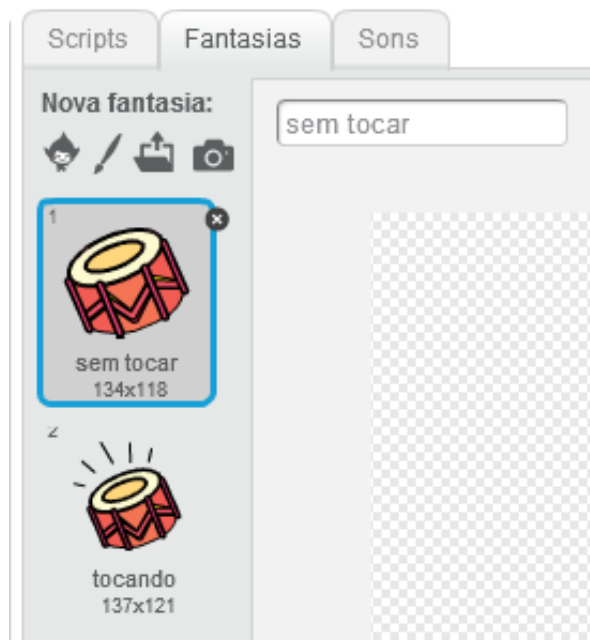 Scripts Fantasias Sons
Nova fantasia:
sem tocar
1
sem tocar
134x118
2
tocando
137x121